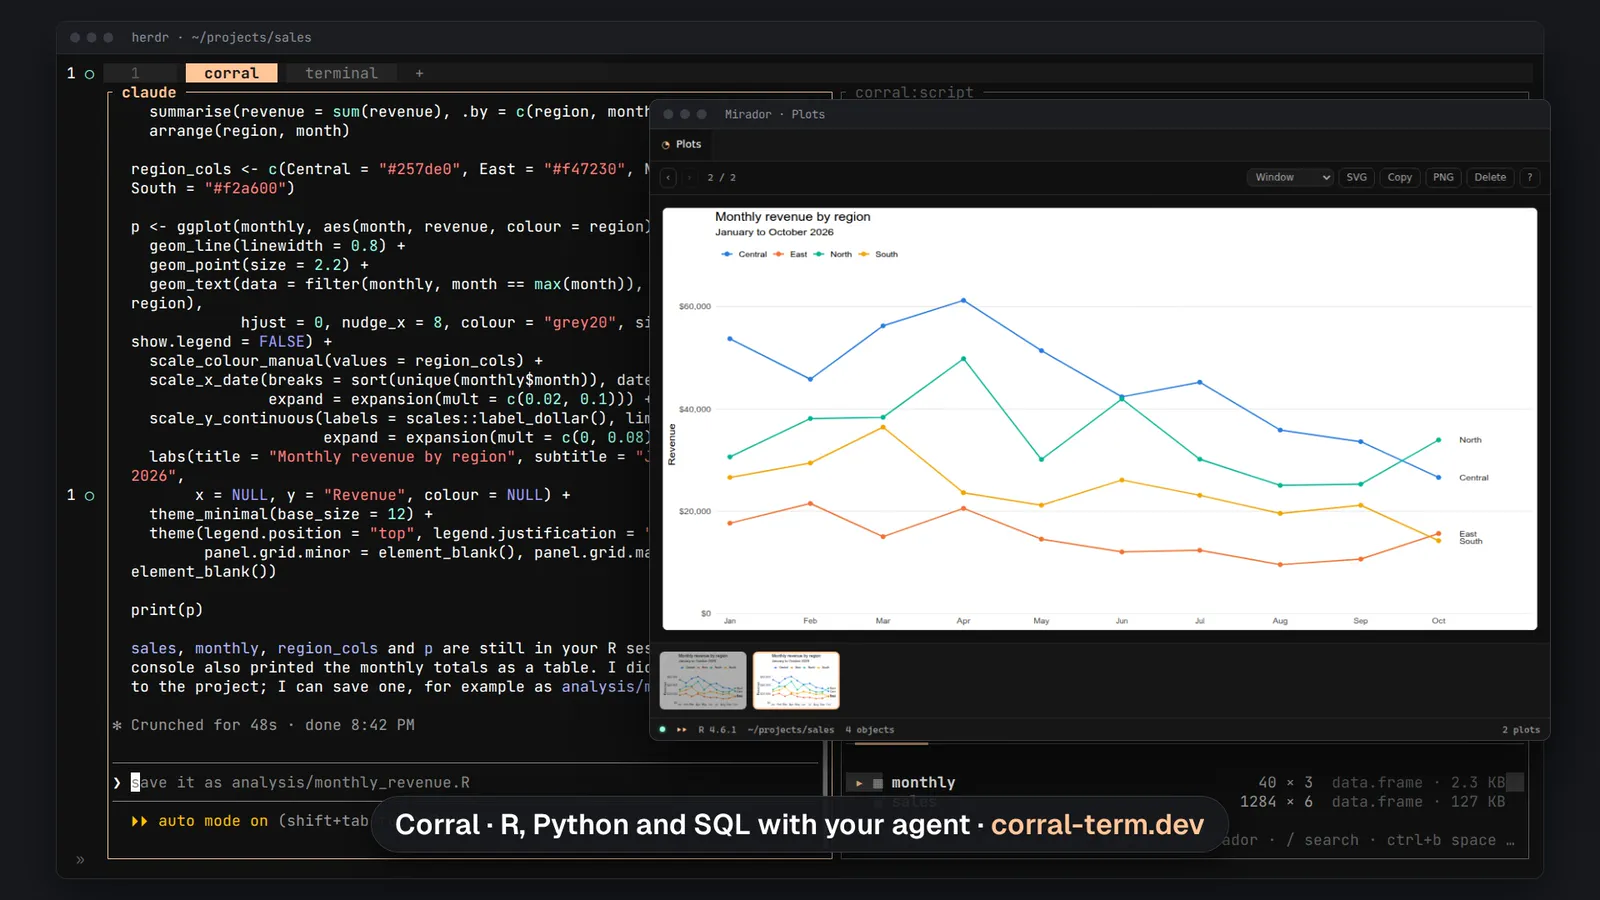 herdr · ~/projects/sales
1 1 corral terminal +
claude
summarise(revenue = sum(revenue), .by = c(region, mont
arrange(region, month)
region_cols <- c(Central = "#257de0", East = "#f47230",
South = "#f2a600")
p <- ggplot(monthly, aes(month, revenue, colour = region)
geom_line(linewidth = 0.8) +
geom_point(size = 2.2) +
geom_text(data = filter(monthly, month == max(month)),
region),
hjust = 0, nudge_x = 8, colour = "grey20", si
show.legend = FALSE) +
scale_colour_manual(values = region_cols) +
scale_x_date(breaks = sort(unique(monthly$month)), date
expand = expansion(mult = c(0.02, 0.1))) +
scale_y_continuous(labels = scales::label_dollar(), li
expand = expansion(mult = c(0, 0.08)
labs(title = "Monthly revenue by region", subtitle = "
2026",
1 x = NULL, y = "Revenue", colour = NULL) +
theme_minimal(base_size = 12) +
theme(legend.position = "top", legend.justification = "
panel.grid.minor = element_blank(), panel.grid.ma
element_blank())
print(p)
sales, monthly, region_cols and p are still in your R ses
console also printed the monthly totals as a table. I di
to the project; I can save one, for example as analysis/
✻ Crunched for 48s · done 8:42 PM
❯ save it as analysis/monthly_revenue.R
auto mode on (shift+tab
»
corral:script
Mirador · Plots
Plots
‹ › 2 / 2 Window SVG Copy PNG Delete ?
Monthly revenue by region
January to October 2026
Central East North South
Revenue
$60,000
$40,000
$20,000
$0
Jan Feb Mar Apr May Jun Jul Aug Sep Oct
North
Central
East
South
R 4.6.1 ~/projects/sales 4 objects 2 plots
monthly 40 × 3 data.frame · 2.3 KB
sales 1284 × 6 data.frame · 127 KB
ador · / search · ctrl+b space …
Corral · R, Python and SQL with your agent · corral-term.dev